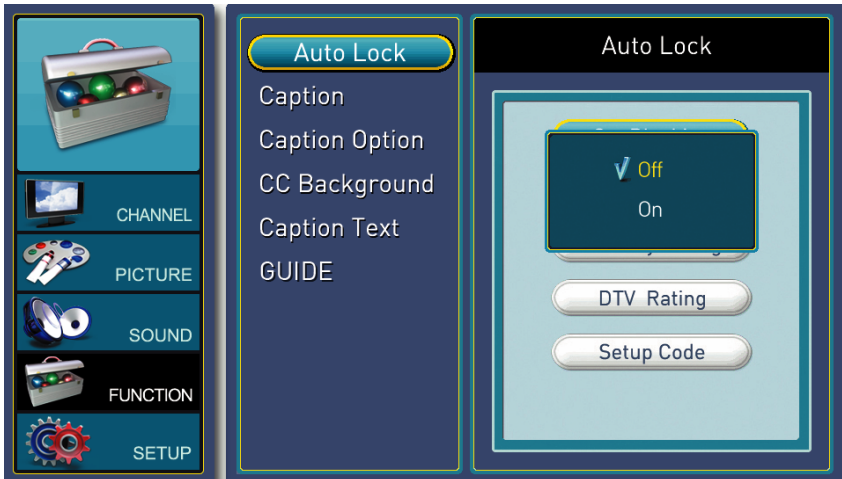 CHANNEL
PICTURE
SOUND
FUNCTION
SETUP
Auto Lock
Caption
Caption Option
CC Background
Caption Text
GUIDE
Auto Lock
Off
On
DTV Rating
Setup Code